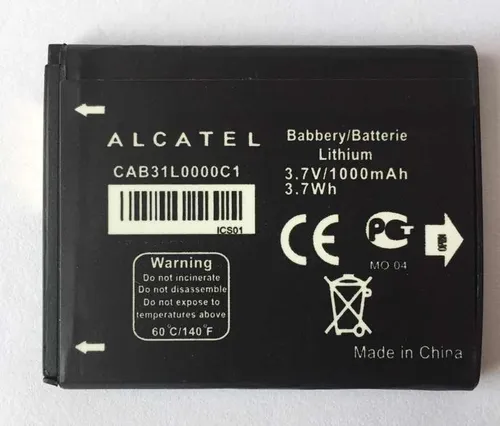 ALCATEL
CAB31L0000C1
ICS01
Warning
Do not incinerate
Do not disassemble
Do not expose to
temperatures above
60°C/140°F
Babbery/Batterie
Lithium
3.7V/1000mAh
3.7Wh
MO 04
OPEN
Made in China